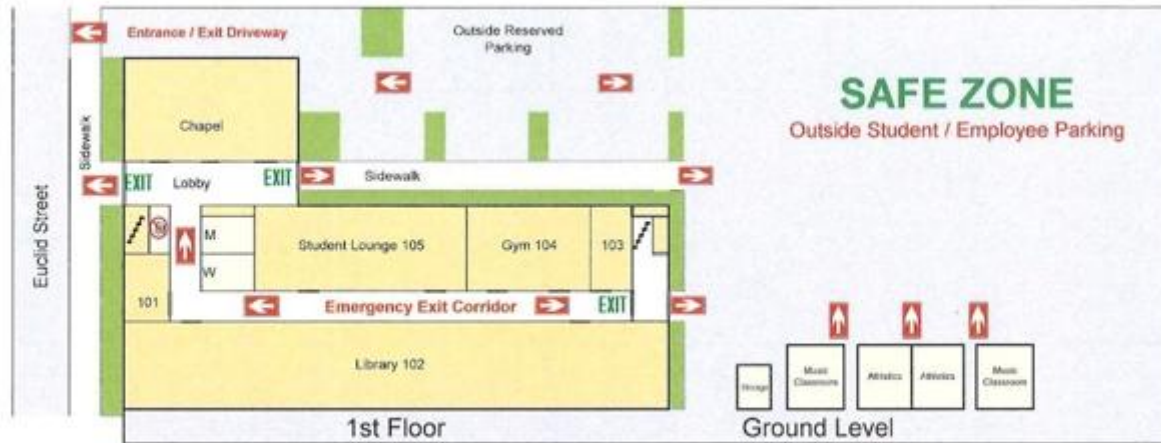 Entrance / Exit Driveway
Outside Reserved
Parking
SAFE ZONE
Outside Student / Employee Parking
Chapel
Sidewalk
EXIT
Lobby
EXIT
Sidewalk
Euclid Street
M
W
Student Lounge 105
Gym 104
103
101
Emergency Exit Corridor
EXIT
Library 102
Storage
Music
Classroom
Athletics
Athletics
Music
Classroom
1st Floor
Ground Level